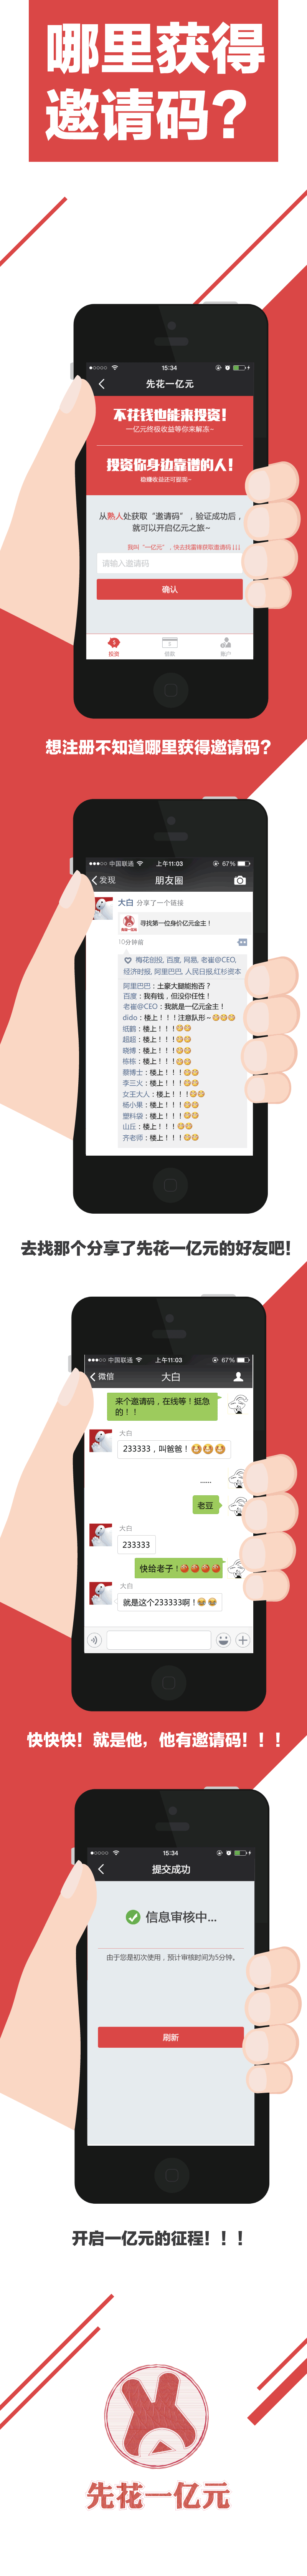 哪里获得
邀请码?
15:34
先花一亿元
不花钱也能来投资!
一亿元终极收益等你来解冻~
投资你身边靠谱的人!
稳赚收益还可提现~
从熟人处获取“邀请码”,验证成功后,
就可以开启亿元之旅~
我叫“一亿元”,快去找雷锋获取邀请码
请输入邀请码
确认
投资
借款
账户
想注册不知道哪里获得邀请码?
中国联通 上午11:03 67%
发现 朋友圈
大白 分享了一个链接
寻找第一位身价亿元金主!
10分钟前
梅花创投, 百度, 网易, 老崔@CEO,
经济时报, 阿里巴巴, 人民日报,红杉资本
阿里巴巴:土豪大腿能抱否?
百度:我有钱,但没你任性!
老崔@CEO:我就是一亿元金主!
dido:楼上!!!注意队形~
纸鹤:楼上!!!
超超:楼上!!!
晓博:楼上!!!
栋栋:楼上!!!
蔡博士:楼上!!!
李三火:楼上!!!
女王大人:楼上!!!
杨小果:楼上!!!
塑料袋:楼上!!!
山丘:楼上!!!
齐老师:楼上!!!
去找那个分享了先花一亿元的好友吧!
中国联通 上午11:03 67%
微信 大白
来个邀请码,在线等!挺急
的!!
大白
233333,叫爸爸!
......
老豆
大白
233333
快给老子!
大白
就是这个233333啊!
快快快!就是他,他有邀请码!!!
15:34
提交成功
信息审核中...
由于您是初次使用,预计审核时间为5分钟。
刷新
开启一亿元的征程!!!
先花一亿元